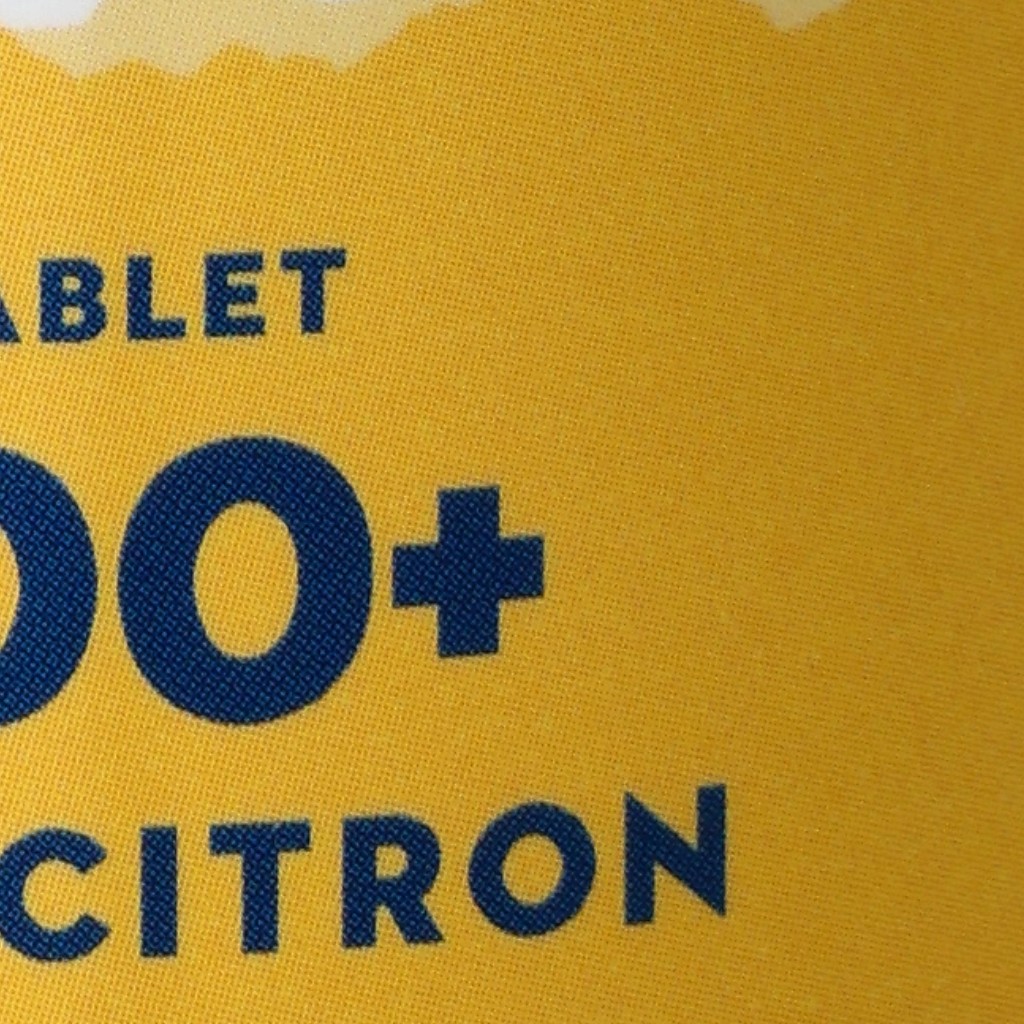 ABLET
00+
CITRON